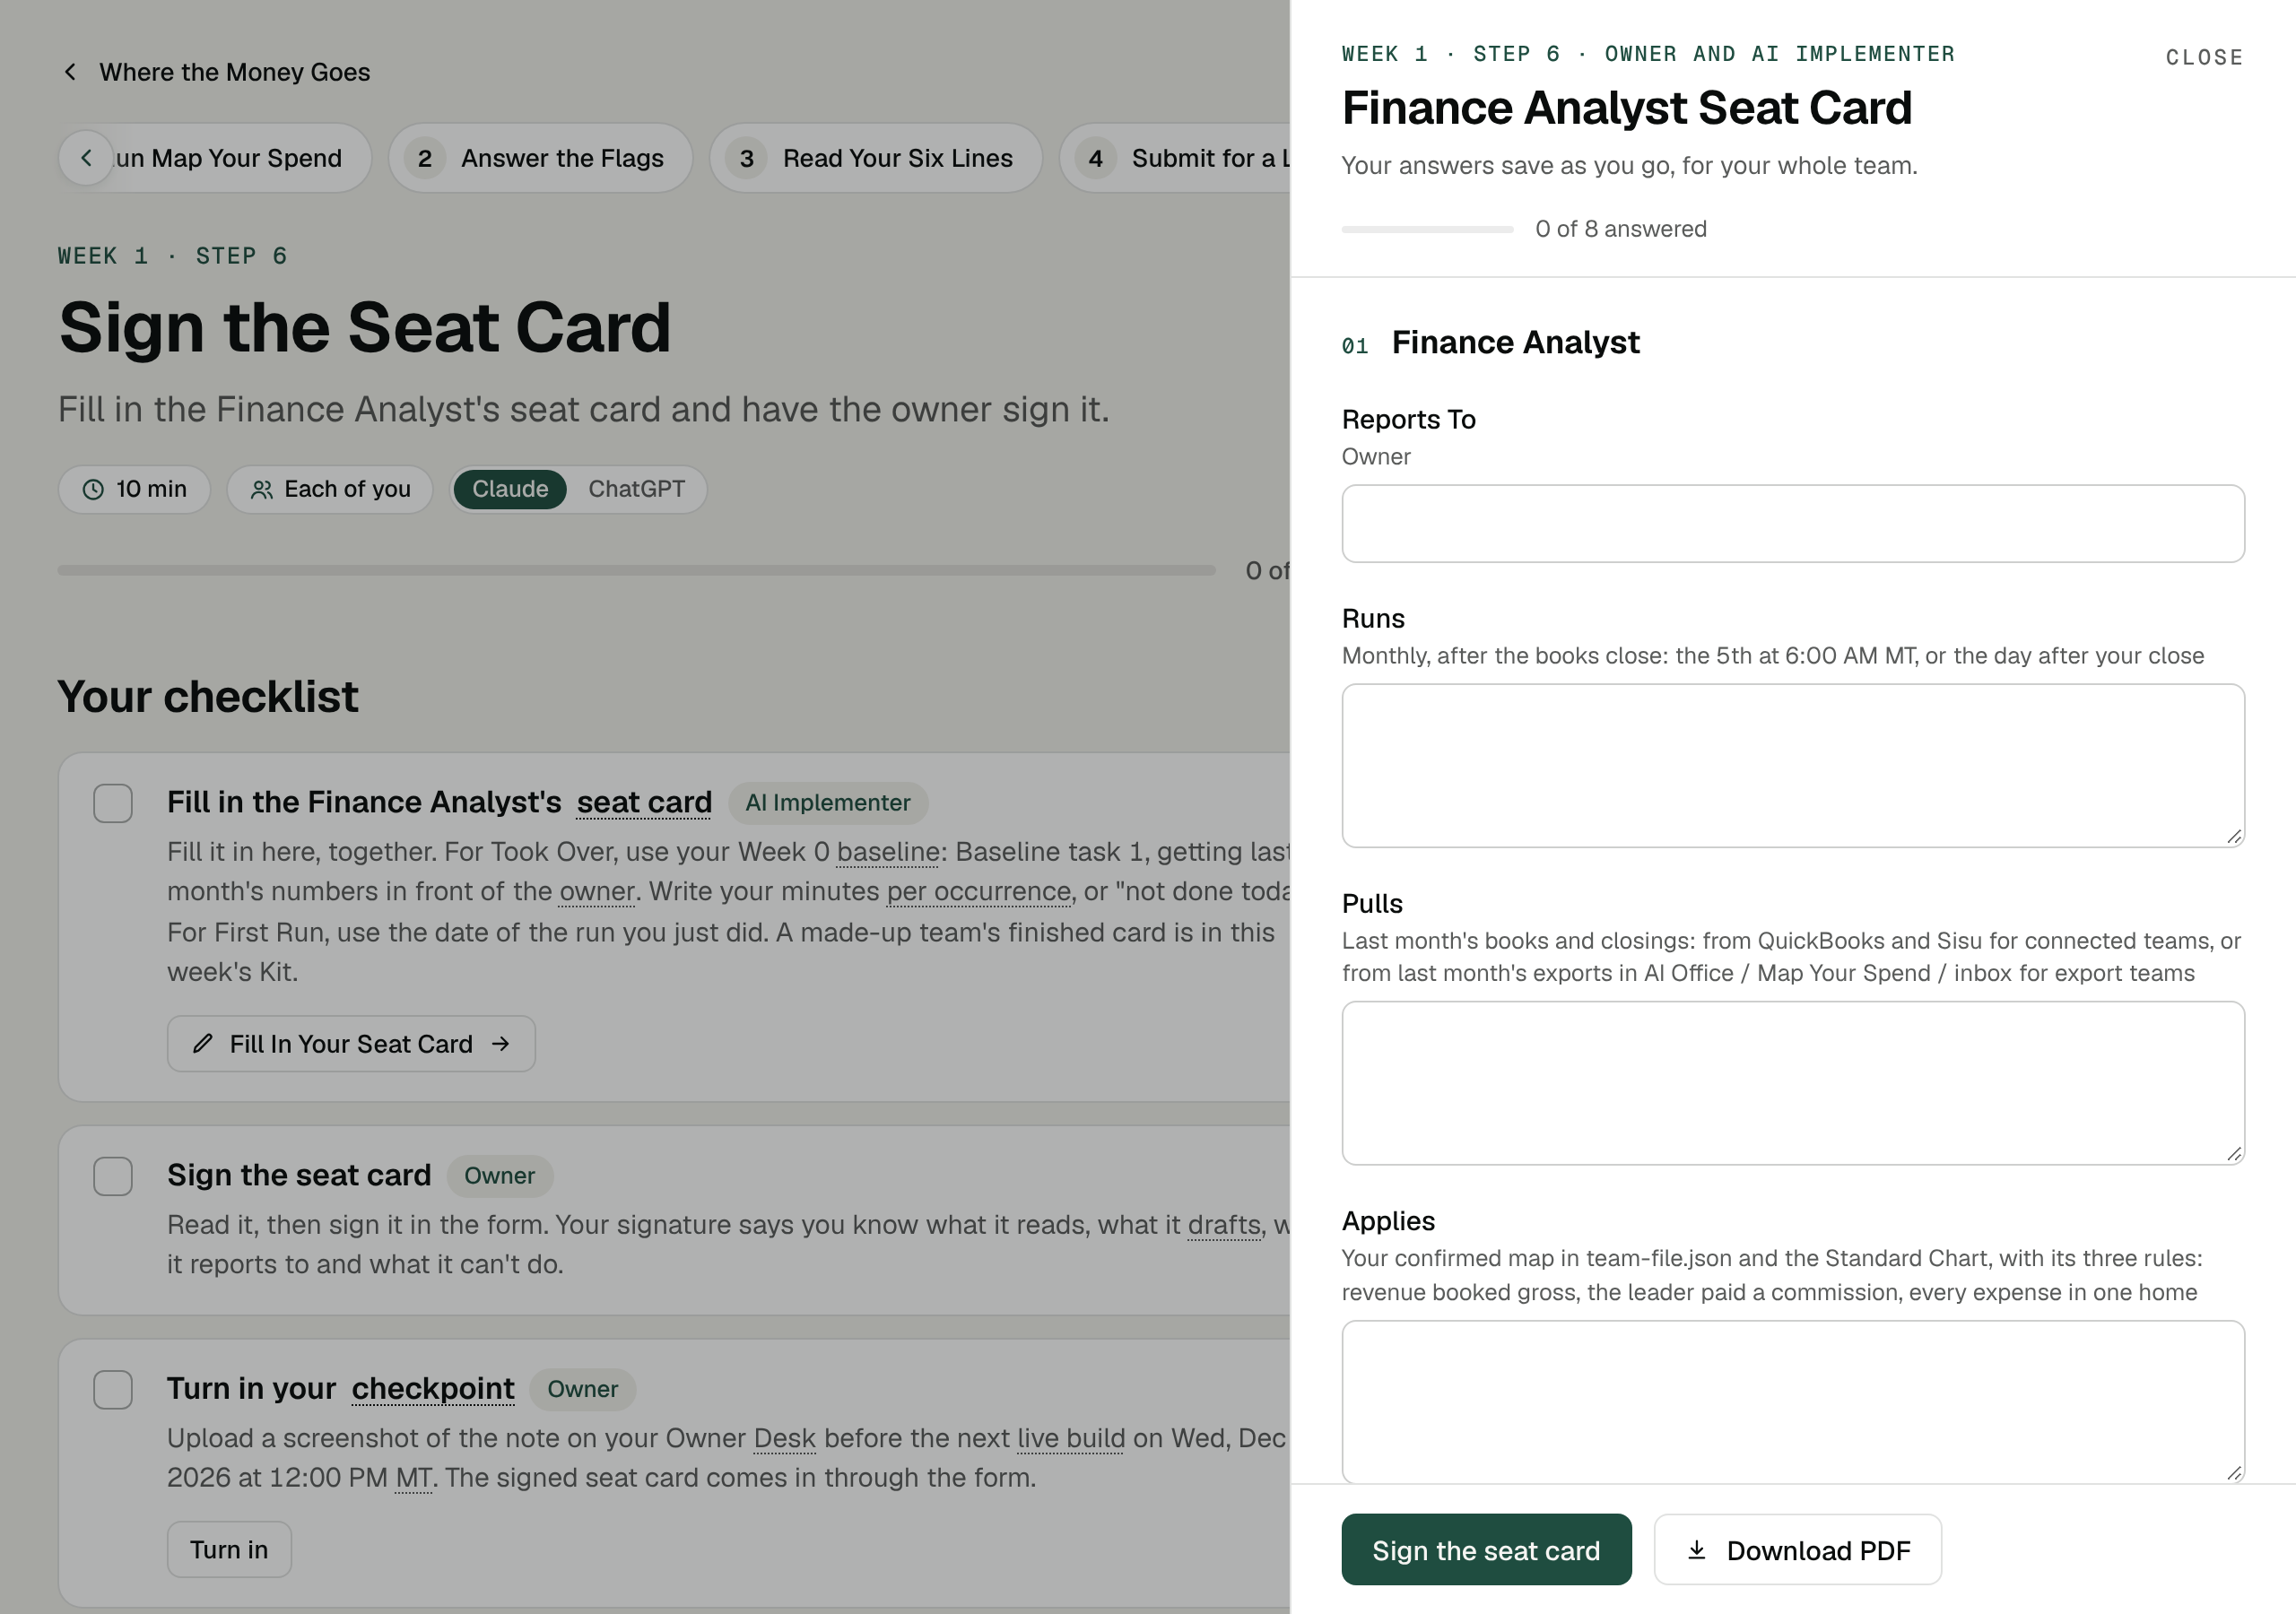 Where the Money Goes
un Map Your Spend
2 Answer the Flags
3 Read Your Six Lines
4 Submit for a L
WEEK 1 · STEP 6
Sign the Seat Card
Fill in the Finance Analyst's seat card and have the owner sign it.
10 min
Each of you
Claude ChatGPT
0 of
Your checklist
Fill in the Finance Analyst's seat card AI Implementer
Fill it in here, together. For Took Over, use your Week 0 baseline: Baseline task 1, getting last
month's numbers in front of the owner. Write your minutes per occurrence, or "not done toda
For First Run, use the date of the run you just did. A made-up team's finished card is in this
week's Kit.
Fill In Your Seat Card
Sign the seat card Owner
Read it, then sign it in the form. Your signature says you know what it reads, what it drafts, w
it reports to and what it can't do.
Turn in your checkpoint Owner
Upload a screenshot of the note on your Owner Desk before the next live build on Wed, Dec
2026 at 12:00 PM MT. The signed seat card comes in through the form.
Turn in
WEEK 1 · STEP 6 · OWNER AND AI IMPLEMENTER
CLOSE
Finance Analyst Seat Card
Your answers save as you go, for your whole team.
0 of 8 answered
01 Finance Analyst
Reports To
Owner
Runs
Monthly, after the books close: the 5th at 6:00 AM MT, or the day after your close
Pulls
Last month's books and closings: from QuickBooks and Sisu for connected teams, or
from last month's exports in AI Office / Map Your Spend / inbox for export teams
Applies
Your confirmed map in team-file.json and the Standard Chart, with its three rules:
revenue booked gross, the leader paid a commission, every expense in one home
Sign the seat card
Download PDF